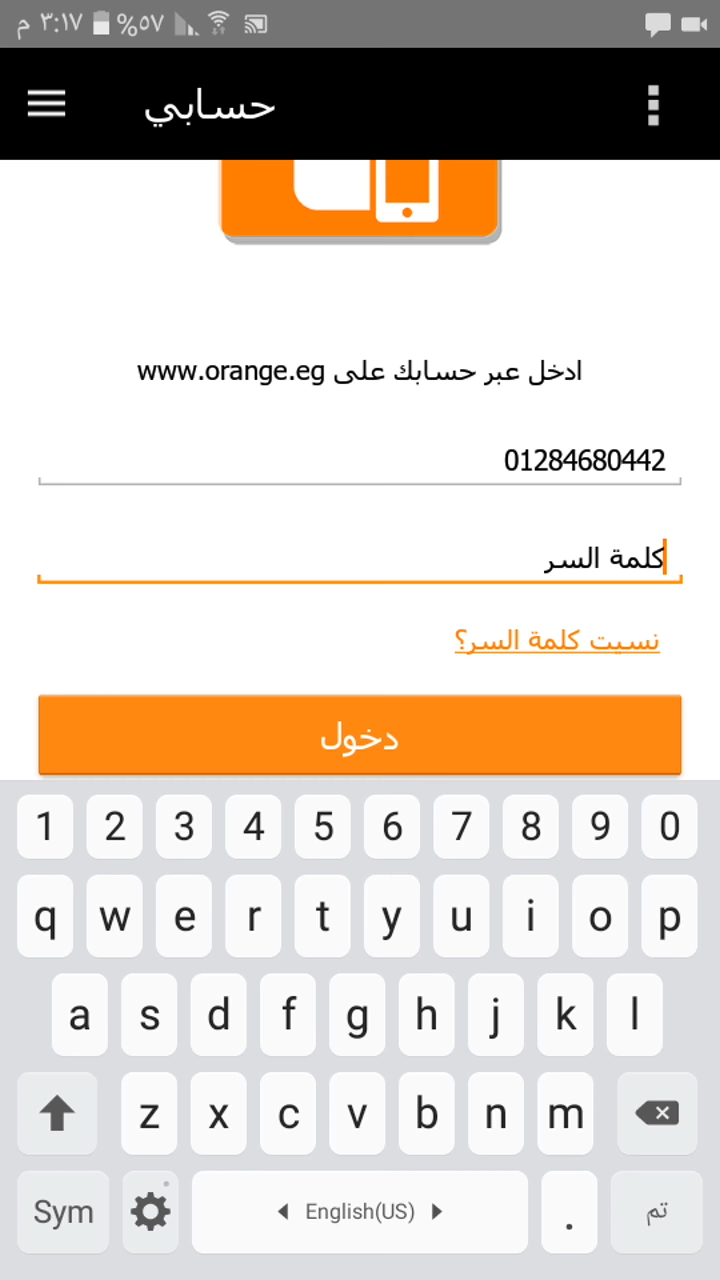 م ٣:١٧ %٥٧
حسابي
ادخل عبر حسابك على www.orange.eg
01284680442
كلمة السر
نسيت كلمة السر؟
دخول
1 2 3 4 5 6 7 8 9 0
q w e r t y u i o p
a s d f g h j k l
z x c v b n m
Sym English(US) . تم